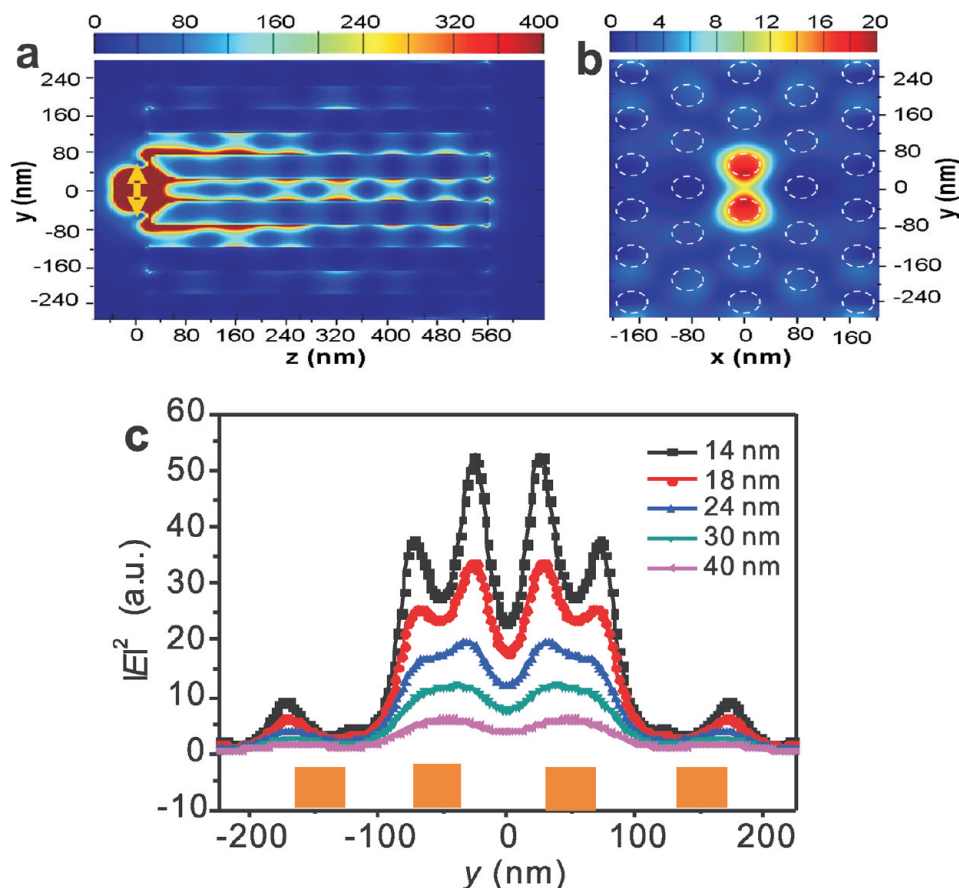 0 80 160 240 320 400
0 4 8 10 14 20
a
b
240
160
80
0
-80
-160
-240
y (nm)
0 80 160 240 320 400 480 560
z (nm)
240
160
80
0
-80
-160
-240
y (nm)
-160 -80 0 80 160
x (nm)
c
60
50
40
30
20
10
0
-10
|E|² (a.u.)
14 nm
18 nm
24 nm
30 nm
40 nm
-200 -100 0 100 200
y (nm)